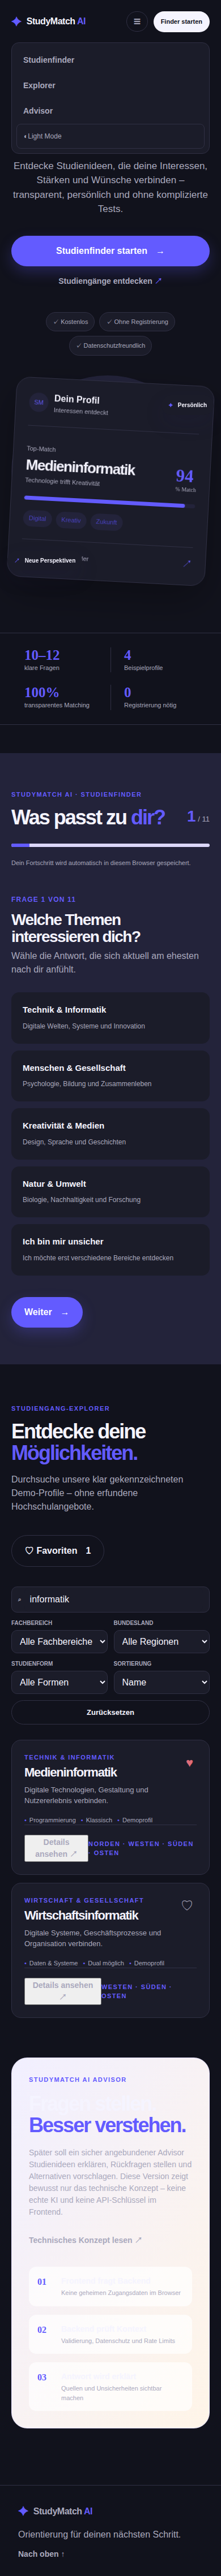 StudyMatch AI
Finder starten
Studienfinder
Explorer
Advisor
Light Mode
Entdecke Studienideen, die deine Interessen,
Stärken und Wünsche verbinden –
transparent, persönlich und ohne komplizierte
Tests.
Studienfinder starten →
Studiengänge entdecken ↗
✓ Kostenlos
✓ Ohne Registrierung
✓ Datenschutzfreundlich
SM
Dein Profil
Interessen entdeckt
✦ Persönlich
Top-Match
Medieninformatik
Technologie trifft Kreativität
94
% Match
Digital
Kreativ
Zukunft
↗ Neue Perspektiven
↗
10–12
klare Fragen
4
Beispielprofile
100%
transparentes Matching
0
Registrierung nötig
STUDYMATCH AI · STUDIENFINDER
Was passt zu dir?
1 / 11
Dein Fortschritt wird automatisch in diesem Browser gespeichert.
FRAGE 1 VON 11
Welche Themen
interessieren dich?
Wähle die Antwort, die sich aktuell am ehesten
nach dir anfühlt.
Technik & Informatik
Digitale Welten, Systeme und Innovation
Menschen & Gesellschaft
Psychologie, Bildung und Zusammenleben
Kreativität & Medien
Design, Sprache und Geschichten
Natur & Umwelt
Biologie, Nachhaltigkeit und Forschung
Ich bin mir unsicher
Ich möchte erst verschiedene Bereiche entdecken
Weiter →
STUDIENGANG-EXPLORER
Entdecke deine
Möglichkeiten.
Durchsuche unsere klar gekennzeichneten
Demo-Profile – ohne erfundene
Hochschulangebote.
♡ Favoriten 1
informatik
FACHBEREICH
BUNDESLAND
Alle Fachbereiche
Alle Regionen
STUDIENFORM
SORTIERUNG
Alle Formen
Name
Zurücksetzen
TECHNIK & INFORMATIK
♥
Medieninformatik
Digitale Technologien, Gestaltung und
Nutzererlebnis verbinden.
• Programmierung • Klassisch • Demoprofil
Details
ansehen ↗
NORDEN · WESTEN · SÜDEN
· OSTEN
WIRTSCHAFT & GESELLSCHAFT
♡
Wirtschaftsinformatik
Digitale Systeme, Geschäftsprozesse und
Organisation verbinden.
• Daten & Systeme • Dual möglich • Demoprofil
Details ansehen
↗
WESTEN · SÜDEN ·
OSTEN
STUDYMATCH AI ADVISOR
Besser verstehen.
Später soll ein sicher angebundener Advisor
Studienideen erklären, Rückfragen stellen und
Alternativen vorschlagen. Diese Version zeigt
bewusst nur das technische Konzept – keine
echte KI und keine API-Schlüssel im
Frontend.
Technisches Konzept lesen ↗
01
Keine geheimen Zugangsdaten im Browser
02
Validierung, Datenschutz und Rate Limits
03
Quellen und Unsicherheiten sichtbar
machen
StudyMatch AI
Orientierung für deinen nächsten Schritt.
Nach oben ↑